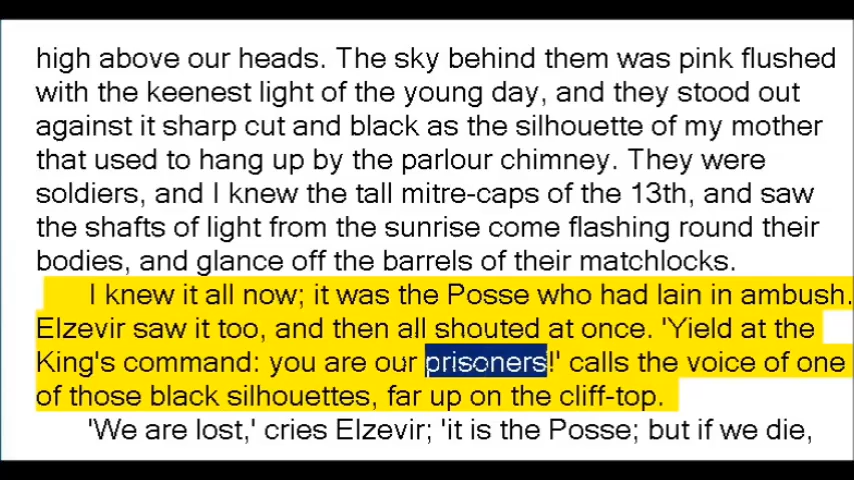 high above our heads. The sky behind them was pink flushed
with the keenest light of the young day, and they stood out
against it sharp cut and black as the silhouette of my mother
that used to hang up by the parlour chimney. They were
soldiers, and I knew the tall mitre-caps of the 13th, and saw
the shafts of light from the sunrise come flashing round their
bodies, and glance off the barrels of their matchlocks.
I knew it all now; it was the Posse who had lain in ambush.
Elzevir saw it too, and then all shouted at once. 'Yield at the
King's command: you are our prisoners!' calls the voice of one
of those black silhouettes, far up on the cliff-top.
'We are lost,' cries Elzevir; 'it is the Posse; but if we die,